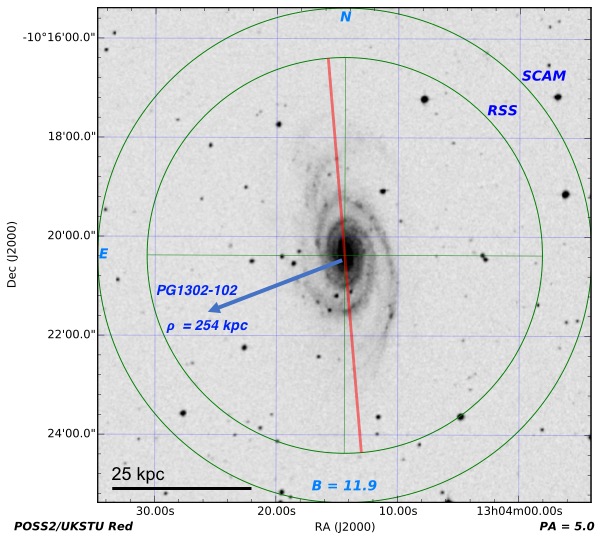 N
-10°16'00.0"
SCAM
RSS
18'00.0"
20'00.0"
E
Dec (J2000)
PG1302-102
ρ = 254 kpc
22'00.0"
24'00.0"
25 kpc
B = 11.9
30.00s
20.00s
10.00s
13h04m00.00s
POSS2/UKSTU Red
RA (J2000)
PA = 5.0